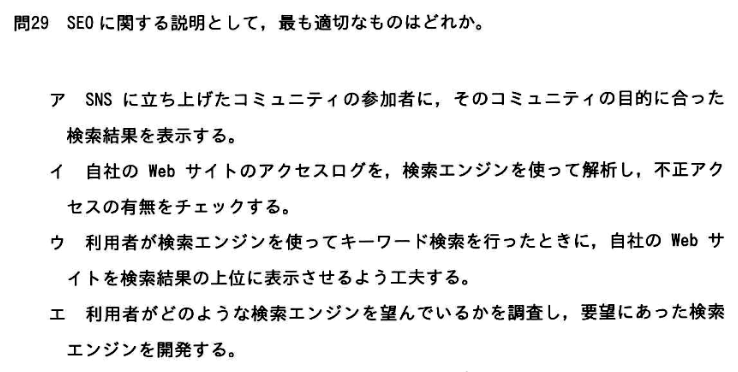 問29 SEOに関する説明として，最も適切なものはどれか。
ア SNS に立ち上げたコミュニティの参加者に，そのコミュニティの目的に合った
検索結果を表示する。
イ 自社の Web サイトのアクセスログを，検索エンジンを使って解析し，不正アク
セスの有無をチェックする。
ウ 利用者が検索エンジンを使ってキーワード検索を行ったときに，自社の Web サ
イトを検索結果の上位に表示させるよう工夫する。
エ 利用者がどのような検索エンジンを望んでいるかを調査し，要望にあった検索
エンジンを開発する。